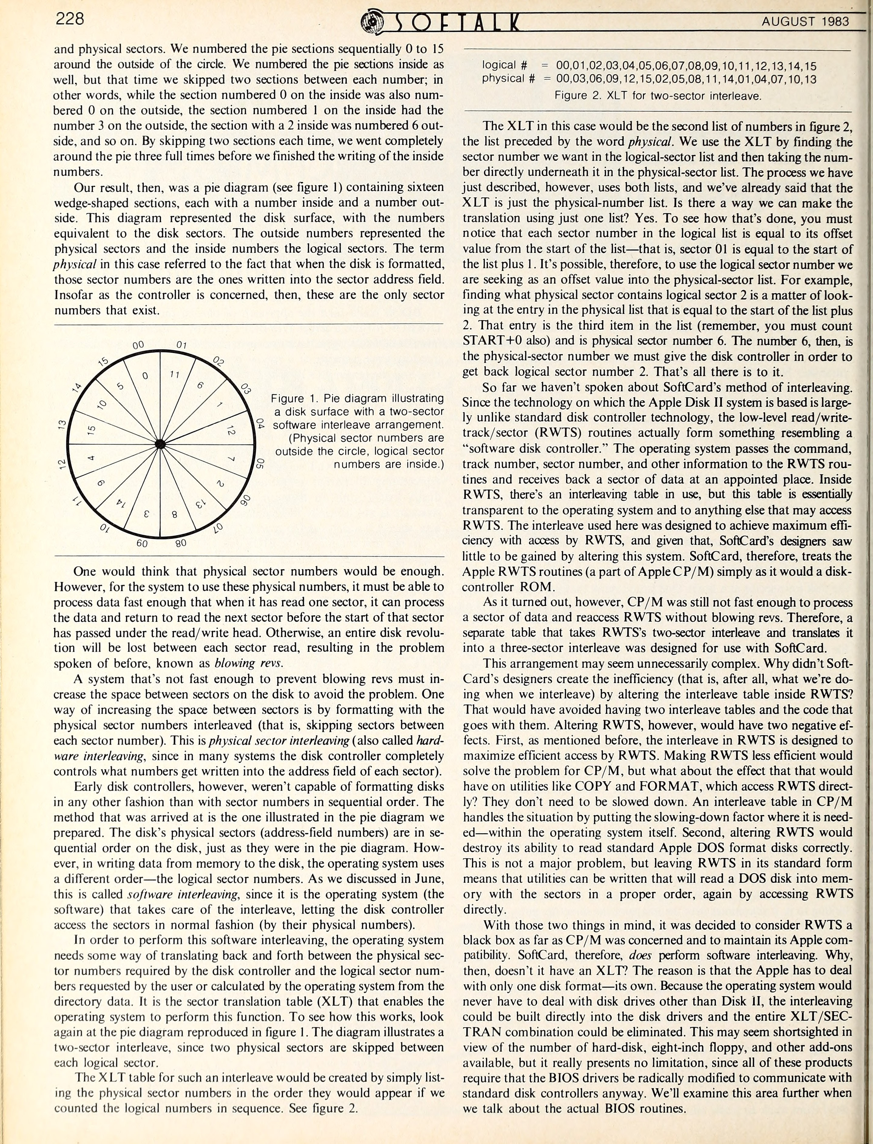 228
SOFTALK
AUGUST 1983
and physical sectors. We numbered the pie sections sequentially 0 to 15
around the outside of the circle. We numbered the pie sections inside as
well, but that time we skipped two sections between each number; in
other words, while the section numbered 0 on the inside was also num-
bered 0 on the outside, the section numbered 1 on the inside had the
number 3 on the outside, the section with a 2 inside was numbered 6 out-
side, and so on. By skipping two sections each time, we went completely
around the pie three full times before we finished the writing of the inside
numbers.
Our result, then, was a pie diagram (see figure 1) containing sixteen
wedge-shaped sections, each with a number inside and a number out-
side. This diagram represented the disk surface, with the numbers
equivalent to the disk sectors. The outside numbers represented the
physical sectors and the inside numbers the logical sectors. The term
physical in this case referred to the fact that when the disk is formatted,
those sector numbers are the ones written into the sector address field.
Insofar as the controller is concerned, then, these are the only sector
numbers that exist.
00
01
02
03
04
05
06
07
08
09
10
11
12
13
14
15
0
11
6
1
12
7
2
13
8
3
14
9
4
15
10
5
Figure 1. Pie diagram illustrating
a disk surface with a two-sector
software interleave arrangement.
(Physical sector numbers are
outside the circle, logical sector
numbers are inside.)
One would think that physical sector numbers would be enough.
However, for the system to use these physical numbers, it must be able to
process data fast enough that when it has read one sector, it can process
the data and return to read the next sector before the start of that sector
has passed under the read/write head. Otherwise, an entire disk revolu-
tion will be lost between each sector read, resulting in the problem
spoken of before, known as blowing revs.
A system that's not fast enough to prevent blowing revs must in-
crease the space between sectors on the disk to avoid the problem. One
way of increasing the space between sectors is by formatting with the
physical sector numbers interleaved (that is, skipping sectors between
each sector number). This is physical sector interleaving (also called hard-
ware interleaving, since in many systems the disk controller completely
controls what numbers get written into the address field of each sector).
Early disk controllers, however, weren't capable of formatting disks
in any other fashion than with sector numbers in sequential order. The
method that was arrived at is the one illustrated in the pie diagram we
prepared. The disk's physical sectors (address-field numbers) are in se-
quential order on the disk, just as they were in the pie diagram. How-
ever, in writing data from memory to the disk, the operating system uses
a different order—the logical sector numbers. As we discussed in June,
this is called software interleaving, since it is the operating system (the
software) that takes care of the interleave, letting the disk controller
access the sectors in normal fashion (by their physical numbers).
In order to perform this software interleaving, the operating system
needs some way of translating back and forth between the physical sec-
tor numbers required by the disk controller and the logical sector num-
bers requested by the user or calculated by the operating system from the
directory data. It is the sector translation table (XLT) that enables the
operating system to perform this function. To see how this works, look
again at the pie diagram reproduced in figure 1. The diagram illustrates a
two-sector interleave, since two physical sectors are skipped between
each logical sector.
The XLT table for such an interleave would be created by simply list-
ing the physical sector numbers in the order they would appear if we
counted the logical numbers in sequence. See figure 2.
logical # = 00,01,02,03,04,05,06,07,08,09,10,11,12,13,14,15
physical # = 00,03,06,09,12,15,02,05,08,11,14,01,04,07,10,13
Figure 2. XLT for two-sector interleave.
The XLT in this case would be the second list of numbers in figure 2,
the list preceded by the word physical. We use the XLT by finding the
sector number we want in the logical-sector list and then taking the num-
ber directly underneath it in the physical-sector list. The process we have
just described, however, uses both lists, and we've already said that the
XLT is just the physical-number list. Is there a way we can make the
translation using just one list? Yes. To see how that's done, you must
notice that each sector number in the logical list is equal to its offset
value from the start of the list—that is, sector 01 is equal to the start of
the list plus 1. It's possible, therefore, to use the logical sector number we
are seeking as an offset value into the physical-sector list. For example,
finding what physical sector contains logical sector 2 is a matter of look-
ing at the entry in the physical list that is equal to the start of the list plus
2. That entry is the third item in the list (remember, you must count
START+0 also) and is physical sector number 6. The number 6, then, is
the physical-sector number we must give the disk controller in order to
get back logical sector number 2. That's all there is to it.
So far we haven't spoken about SoftCard's method of interleaving.
Since the technology on which the Apple Disk II system is based is large-
ly unlike standard disk controller technology, the low-level read/write-
track/sector (RWTS) routines actually form something resembling a
"software disk controller." The operating system passes the command,
track number, sector number, and other information to the RWTS rou-
tines and receives back a sector of data at an appointed place. Inside
RWTS, there's an interleaving table in use, but this table is essentially
transparent to the operating system and to anything else that may access
RWTS. The interleave used here was designed to achieve maximum effi-
ciency with access by RWTS, and given that, SoftCard's designers saw
little to be gained by altering this system. SoftCard, therefore, treats the
Apple RWTS routines (a part of Apple CP/M) simply as it would a disk-
controller ROM.
As it turned out, however, CP/M was still not fast enough to process
a sector of data and reaccess RWTS without blowing revs. Therefore, a
separate table that takes RWTS's two-sector interleave and translates it
into a three-sector interleave was designed for use with SoftCard.
This arrangement may seem unnecessarily complex. Why didn't Soft-
Card's designers create the inefficiency (that is, after all, what we're do-
ing when we interleave) by altering the interleave table inside RWTS?
That would have avoided having two interleave tables and the code that
goes with them. Altering RWTS, however, would have two negative ef-
fects. First, as mentioned before, the interleave in RWTS is designed to
maximize efficient access by RWTS. Making RWTS less efficient would
solve the problem for CP/M, but what about the effect that that would
have on utilities like COPY and FORMAT, which access RWTS direct-
ly? They don't need to be slowed down. An interleave table in CP/M
handles the situation by putting the slowing-down factor where it is need-
ed—within the operating system itself. Second, altering RWTS would
destroy its ability to read standard Apple DOS format disks correctly.
This is not a major problem, but leaving RWTS in its standard form
means that utilities can be written that will read a DOS disk into mem-
ory with the sectors in a proper order, again by accessing RWTS
directly.
With those two things in mind, it was decided to consider RWTS a
black box as far as CP/M was concerned and to maintain its Apple com-
patibility. SoftCard, therefore, does perform software interleaving. Why,
then, doesn't it have an XLT? The reason is that the Apple has to deal
with only one disk format—its own. Because the operating system would
never have to deal with disk drives other than Disk II, the interleaving
could be built directly into the disk drivers and the entire XLT/SEC-
TRAN combination could be eliminated. This may seem shortsighted in
view of the number of hard-disk, eight-inch floppy, and other add-ons
available, but it really presents no limitation, since all of these products
require that the BIOS drivers be radically modified to communicate with
standard disk controllers anyway. We'll examine this area further when
we talk about the actual BIOS routines.